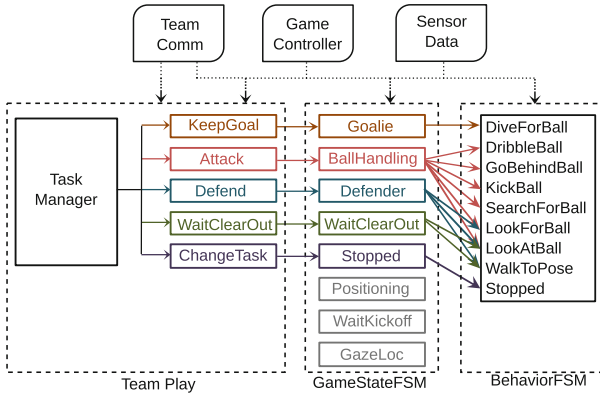 Team
Comm
Game
Controller
Sensor
Data
Task
Manager
KeepGoal
Attack
Defend
WaitClearOut
ChangeTask
Goalie
BallHandling
Defender
WaitClearOut
Stopped
Positioning
WaitKickoff
GazeLoc
DiveForBall
DribbleBall
GoBehindBall
KickBall
SearchForBall
LookForBall
LookAtBall
WalkToPose
Stopped
Team Play
GameStateFSM
BehaviorFSM